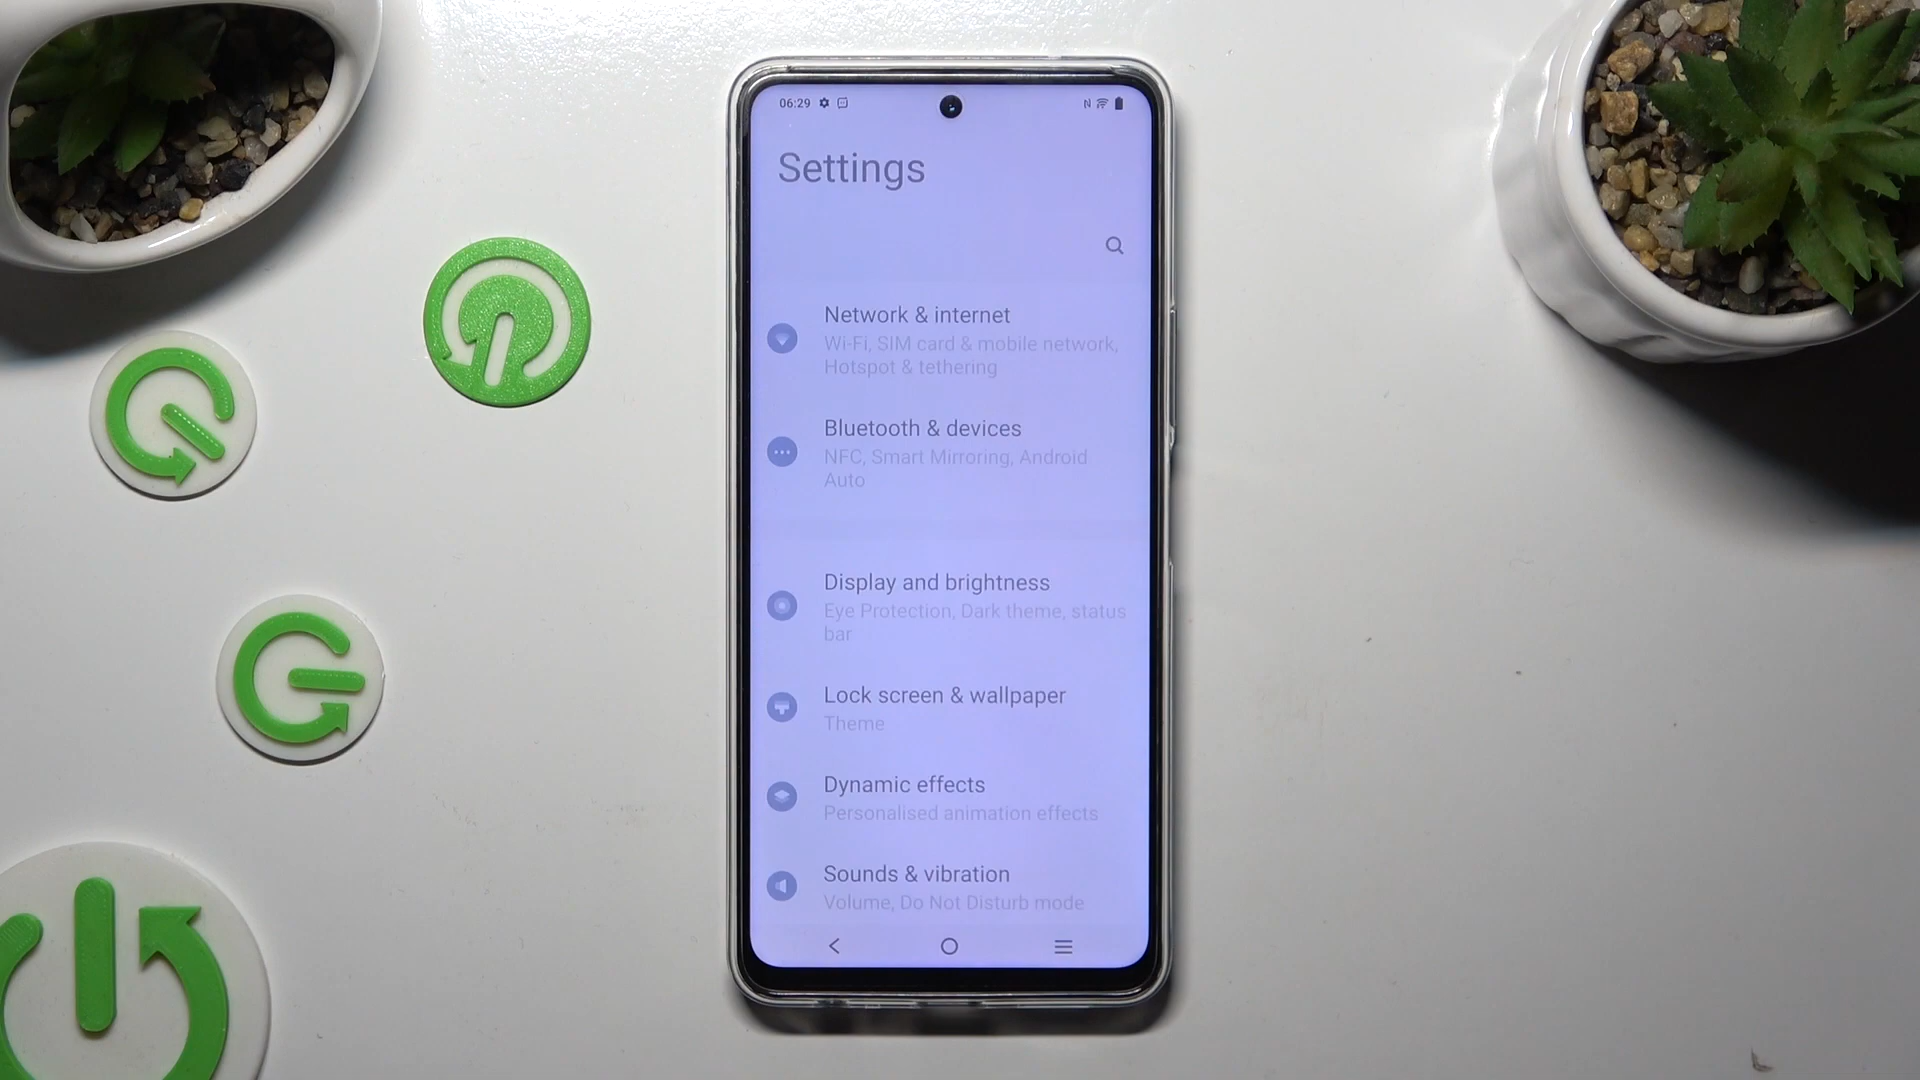 06:29
Settings
Network & internet
Wi-Fi, SIM card & mobile network,
Hotspot & tethering
Bluetooth & devices
NFC, Smart Mirroring, Android
Auto
Display and brightness
Eye Protection, Dark theme, status
bar
Lock screen & wallpaper
Theme
Dynamic effects
Personalised animation effects
Sounds & vibration
Volume, Do Not Disturb mode